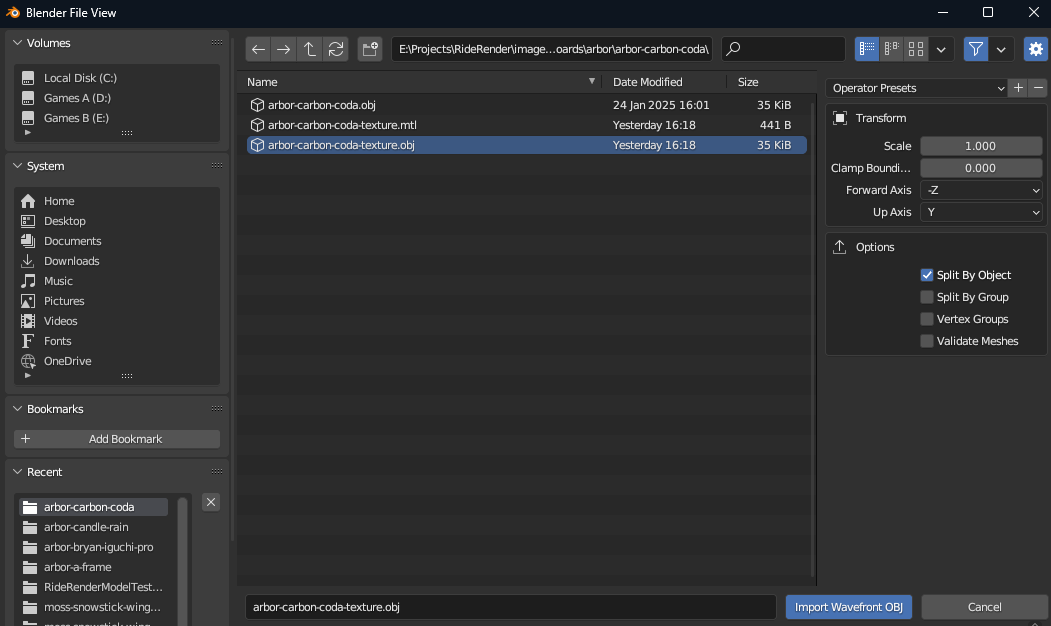 Blender File View
Volumes
Local Disk (C:)
Games A (D:)
Games B (E:)
System
Home
Desktop
Documents
Downloads
Music
Pictures
Videos
Fonts
OneDrive
Bookmarks
Add Bookmark
Recent
arbor-carbon-coda
arbor-candle-rain
arbor-bryan-iguchi-pro
arbor-a-frame
RideRenderModelTest...
moss-snowstick-wing...
E:\Projects\RideRender\image...oards\arbor\arbor-carbon-coda\
Name Date Modified Size
arbor-carbon-coda.obj 24 Jan 2025 16:01 35 KiB
arbor-carbon-coda-texture.mtl Yesterday 16:18 441 B
arbor-carbon-coda-texture.obj Yesterday 16:18 35 KiB
arbor-carbon-coda-texture.obj
Import Wavefront OBJ
Cancel
Operator Presets
Transform
Scale 1.000
Clamp Boundi... 0.000
Forward Axis -Z
Up Axis Y
Options
Split By Object
Split By Group
Vertex Groups
Validate Meshes